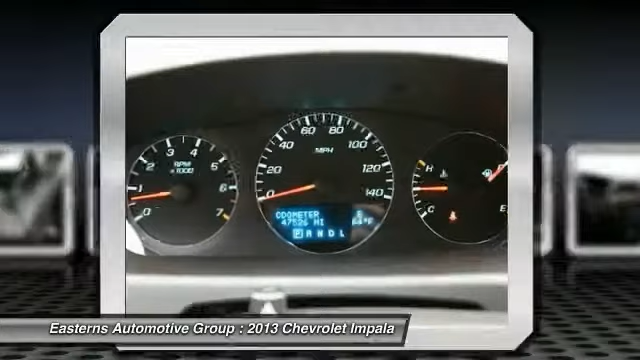 60 80
40 100
20 120
0 140
MPH
2 3 4 5
1 6
0 7
RPM
x1000
H
C E
ODOMETER
47526 MI
P R N D L
Easterns Automotive Group : 2013 Chevrolet Impala